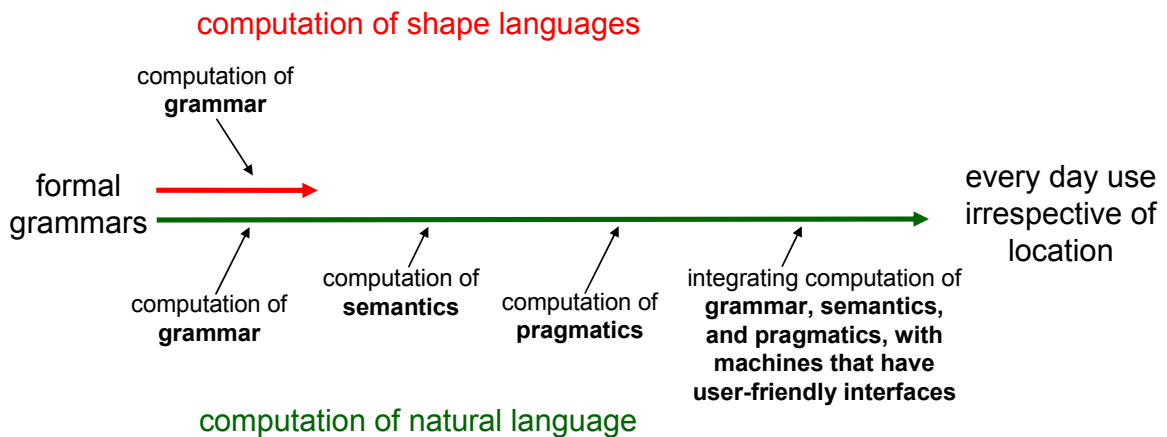 computation of shape languages
computation of
grammar
formal
grammars
every day use
irrespective of
location
computation of
grammar
computation of
semantics
computation of
pragmatics
integrating computation of
grammar, semantics,
and pragmatics, with
machines that have
user-friendly interfaces
computation of natural language